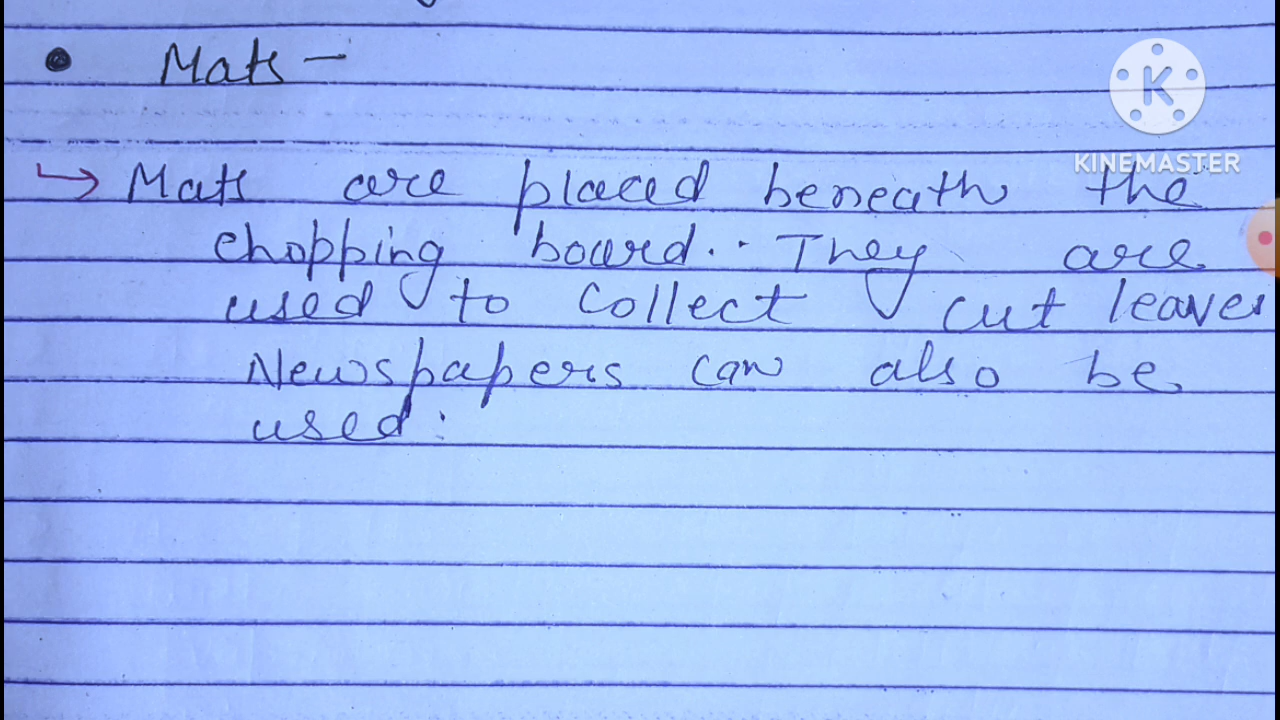 • Mats —
K
KINEMASTER
→ Mats are placed beneath the
chopping board. . They are
used to collect cut leaves
Newspapers can also be
used :